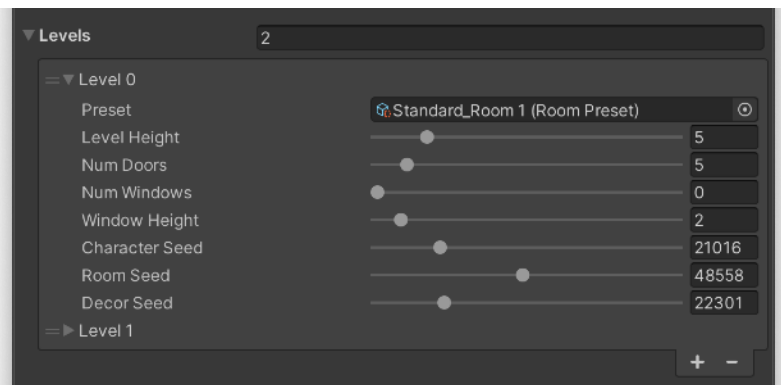 Levels 2
Level 0
Preset Standard_Room 1 (Room Preset)
Level Height 5
Num Doors 5
Num Windows 0
Window Height 2
Character Seed 21016
Room Seed 48558
Decor Seed 22301
Level 1
+ -